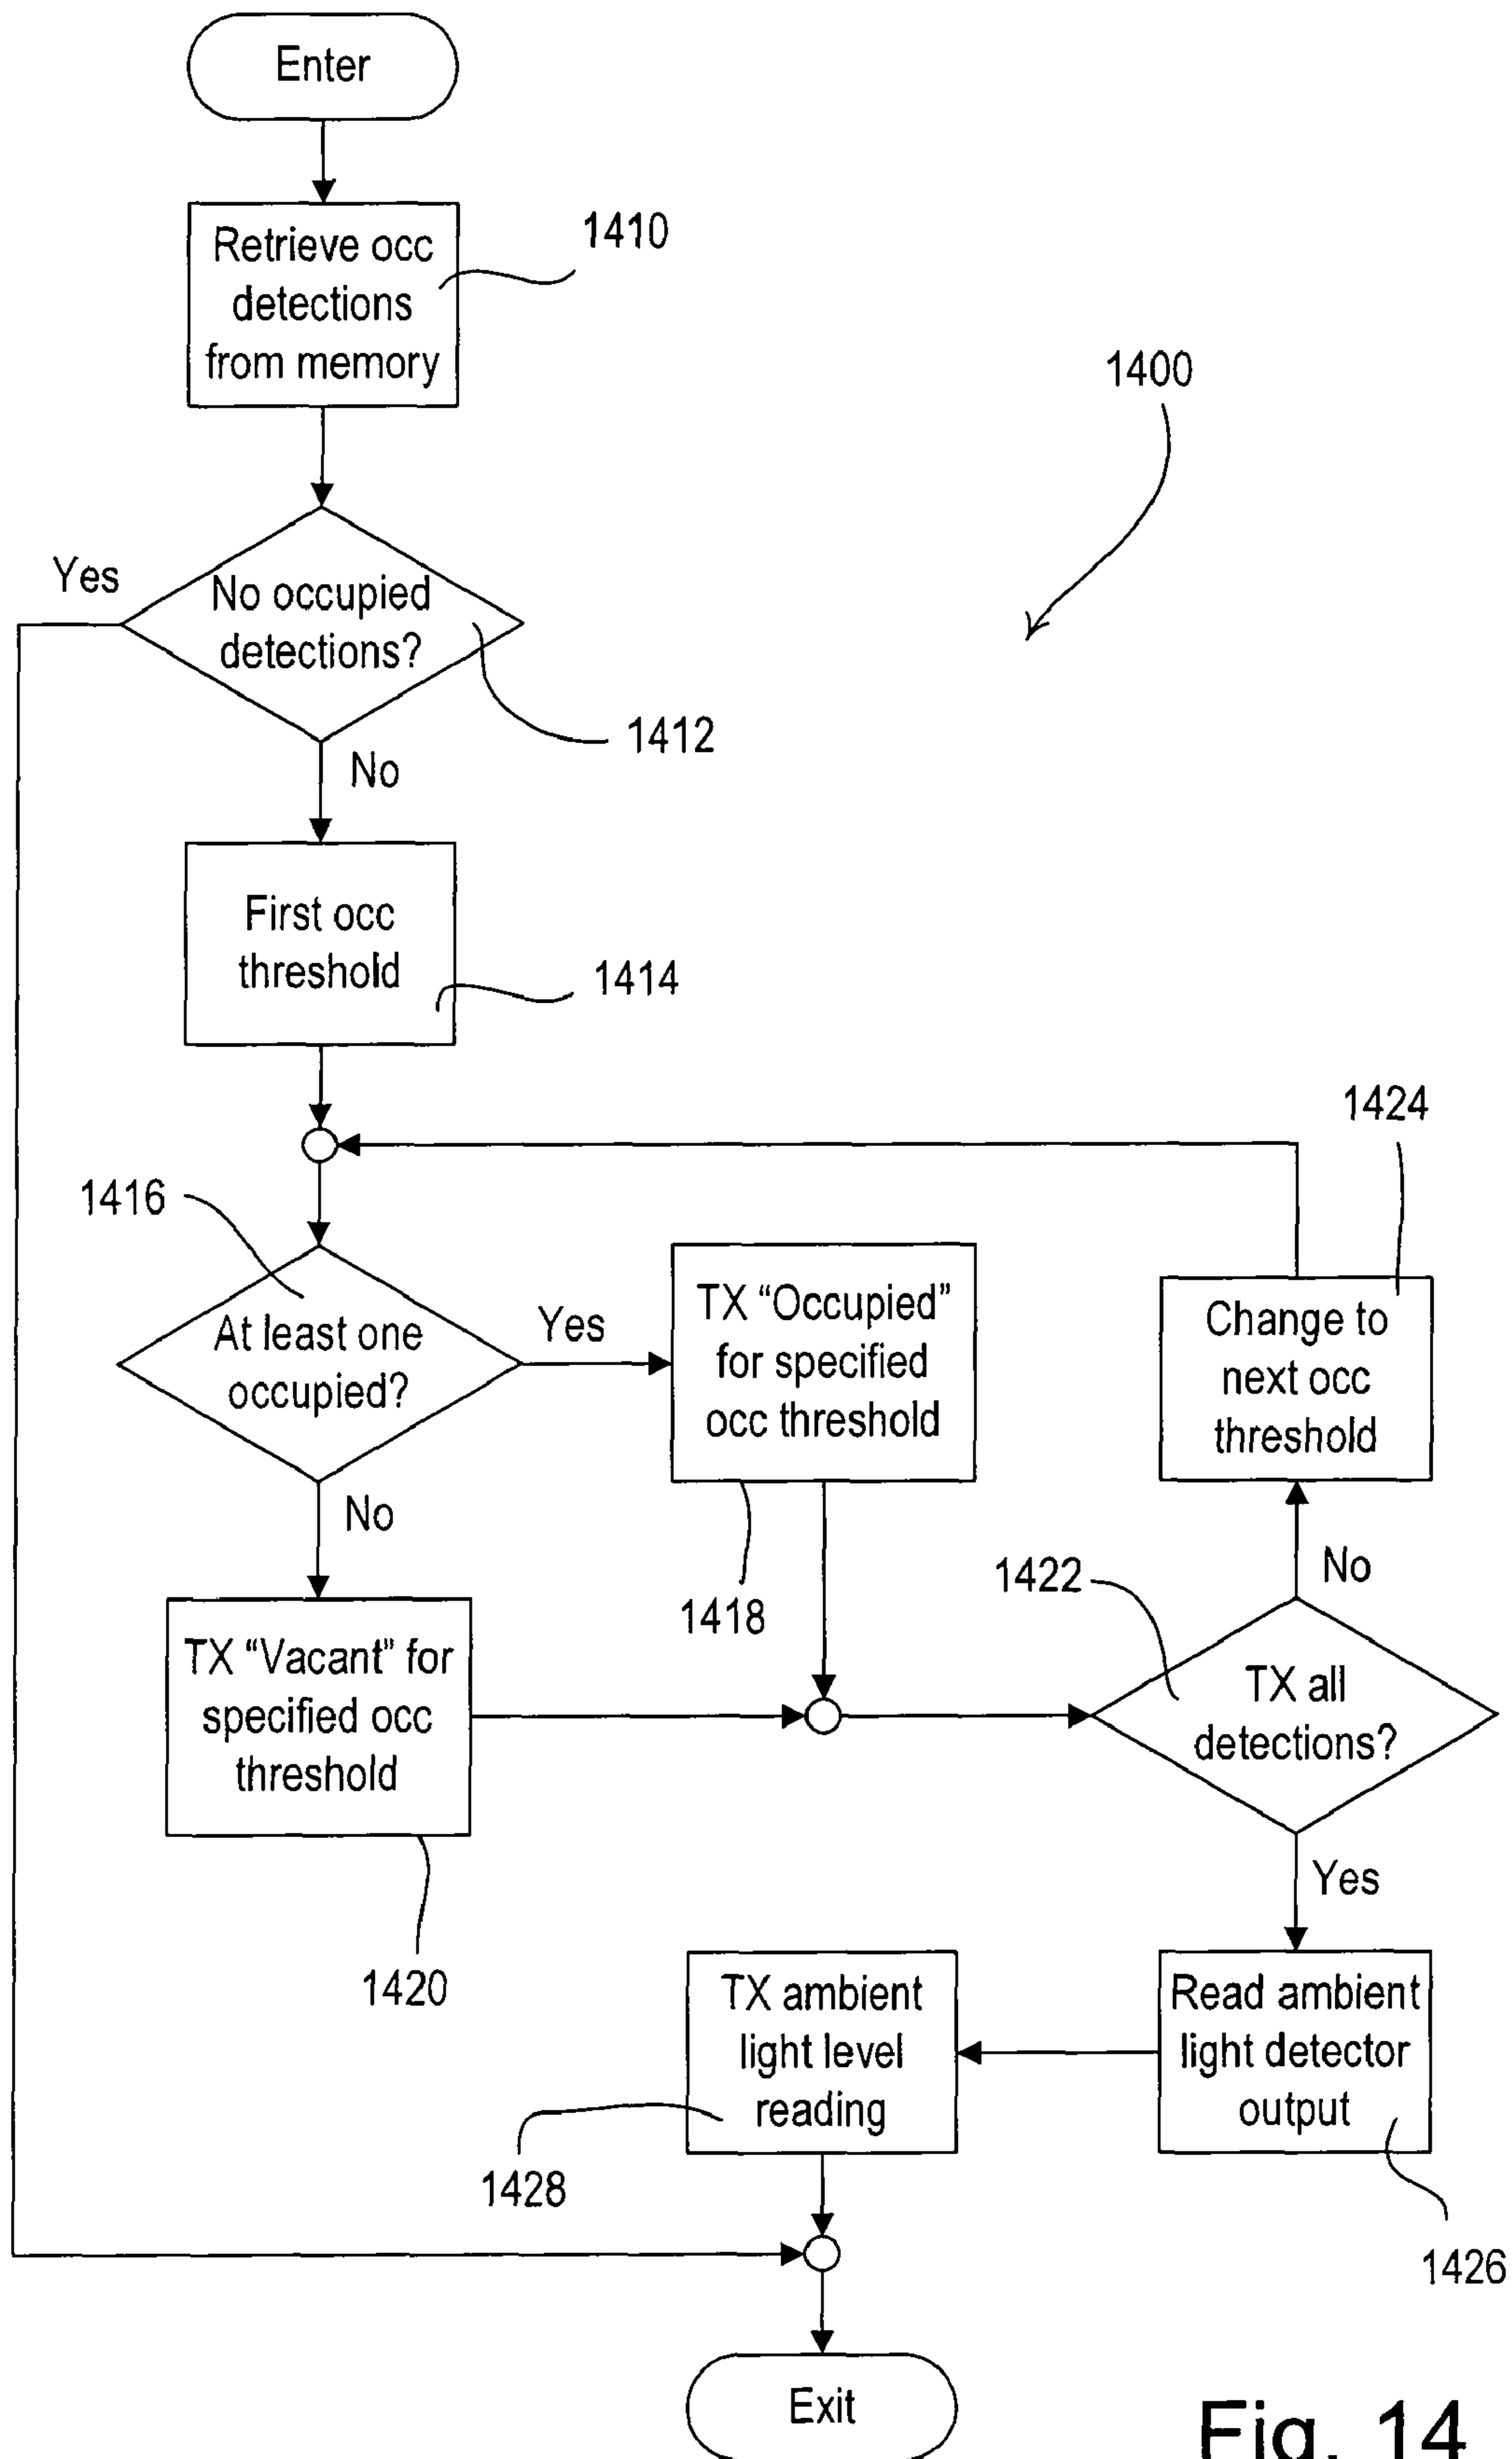 Enter
Retrieve occ
detections
from memory
1410
1400
Yes
No occupied
detections?
1412
No
First occ
threshold
1414
1424
1416
At least one
occupied?
Yes
TX “Occupied”
for specified
occ threshold
Change to
next occ
threshold
No
1418
1422
No
TX “Vacant” for
specified occ
threshold
TX all
detections?
Yes
1420
TX ambient
light level
reading
Read ambient
light detector
output
1428
1426
Exit
Fig. 14